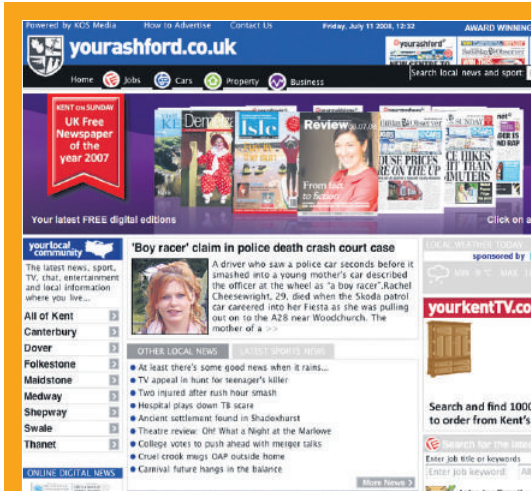 Powered by KOS Media How to Advertise Contact Us Friday, July 11 2008, 12:32 AWARD WINNING
yourashford.co.uk
Home Jobs Cars Property Business Search local news and sport:
KENT on SUNDAY
UK Free
Newspaper
of the
year 2007
Isle
Review
From fact
to fiction
Your latest FREE digital editions Click on a
your local
community
The latest news, sport,
TV, chat, entertainment
and local information
where you live...
All of Kent
Canterbury
Dover
Folkestone
Maidstone
Medway
Shepway
Swale
Thanet
ONLINE DIGITAL NEWS
'Boy racer' claim in police death crash court case
A driver who saw a police car seconds before it
smashed into a young mother's car described
the officer at the wheel as "a boy racer".Rachel
Cheesewright, 29, died when the Skoda patrol
car careered into her Fiesta as she was pulling
out on to the A28 near Woodchurch. The
mother of a >>
OTHER LOCAL NEWS LATEST SPORTS NEWS
At least there's some good news when it rains...
TV appeal in hunt for teenager's killer
Two injured after rush hour smash
Hospital plays down TB scare
Ancient settlement found in Shadoxhurst
Theatre review: Oh! What a Night at the Marlowe
College votes to push ahead with merger talks
Cruel crook mugs OAP outside home
Carnival future hangs in the balance
More News >
LOCAL WEATHER TODAY
sponsored by
MIN 9°C MAX
yourkentTV.co
Search and find 1000
to order from Kent's
Search for the latest
Enter job title or keywords
Enter job keyword All